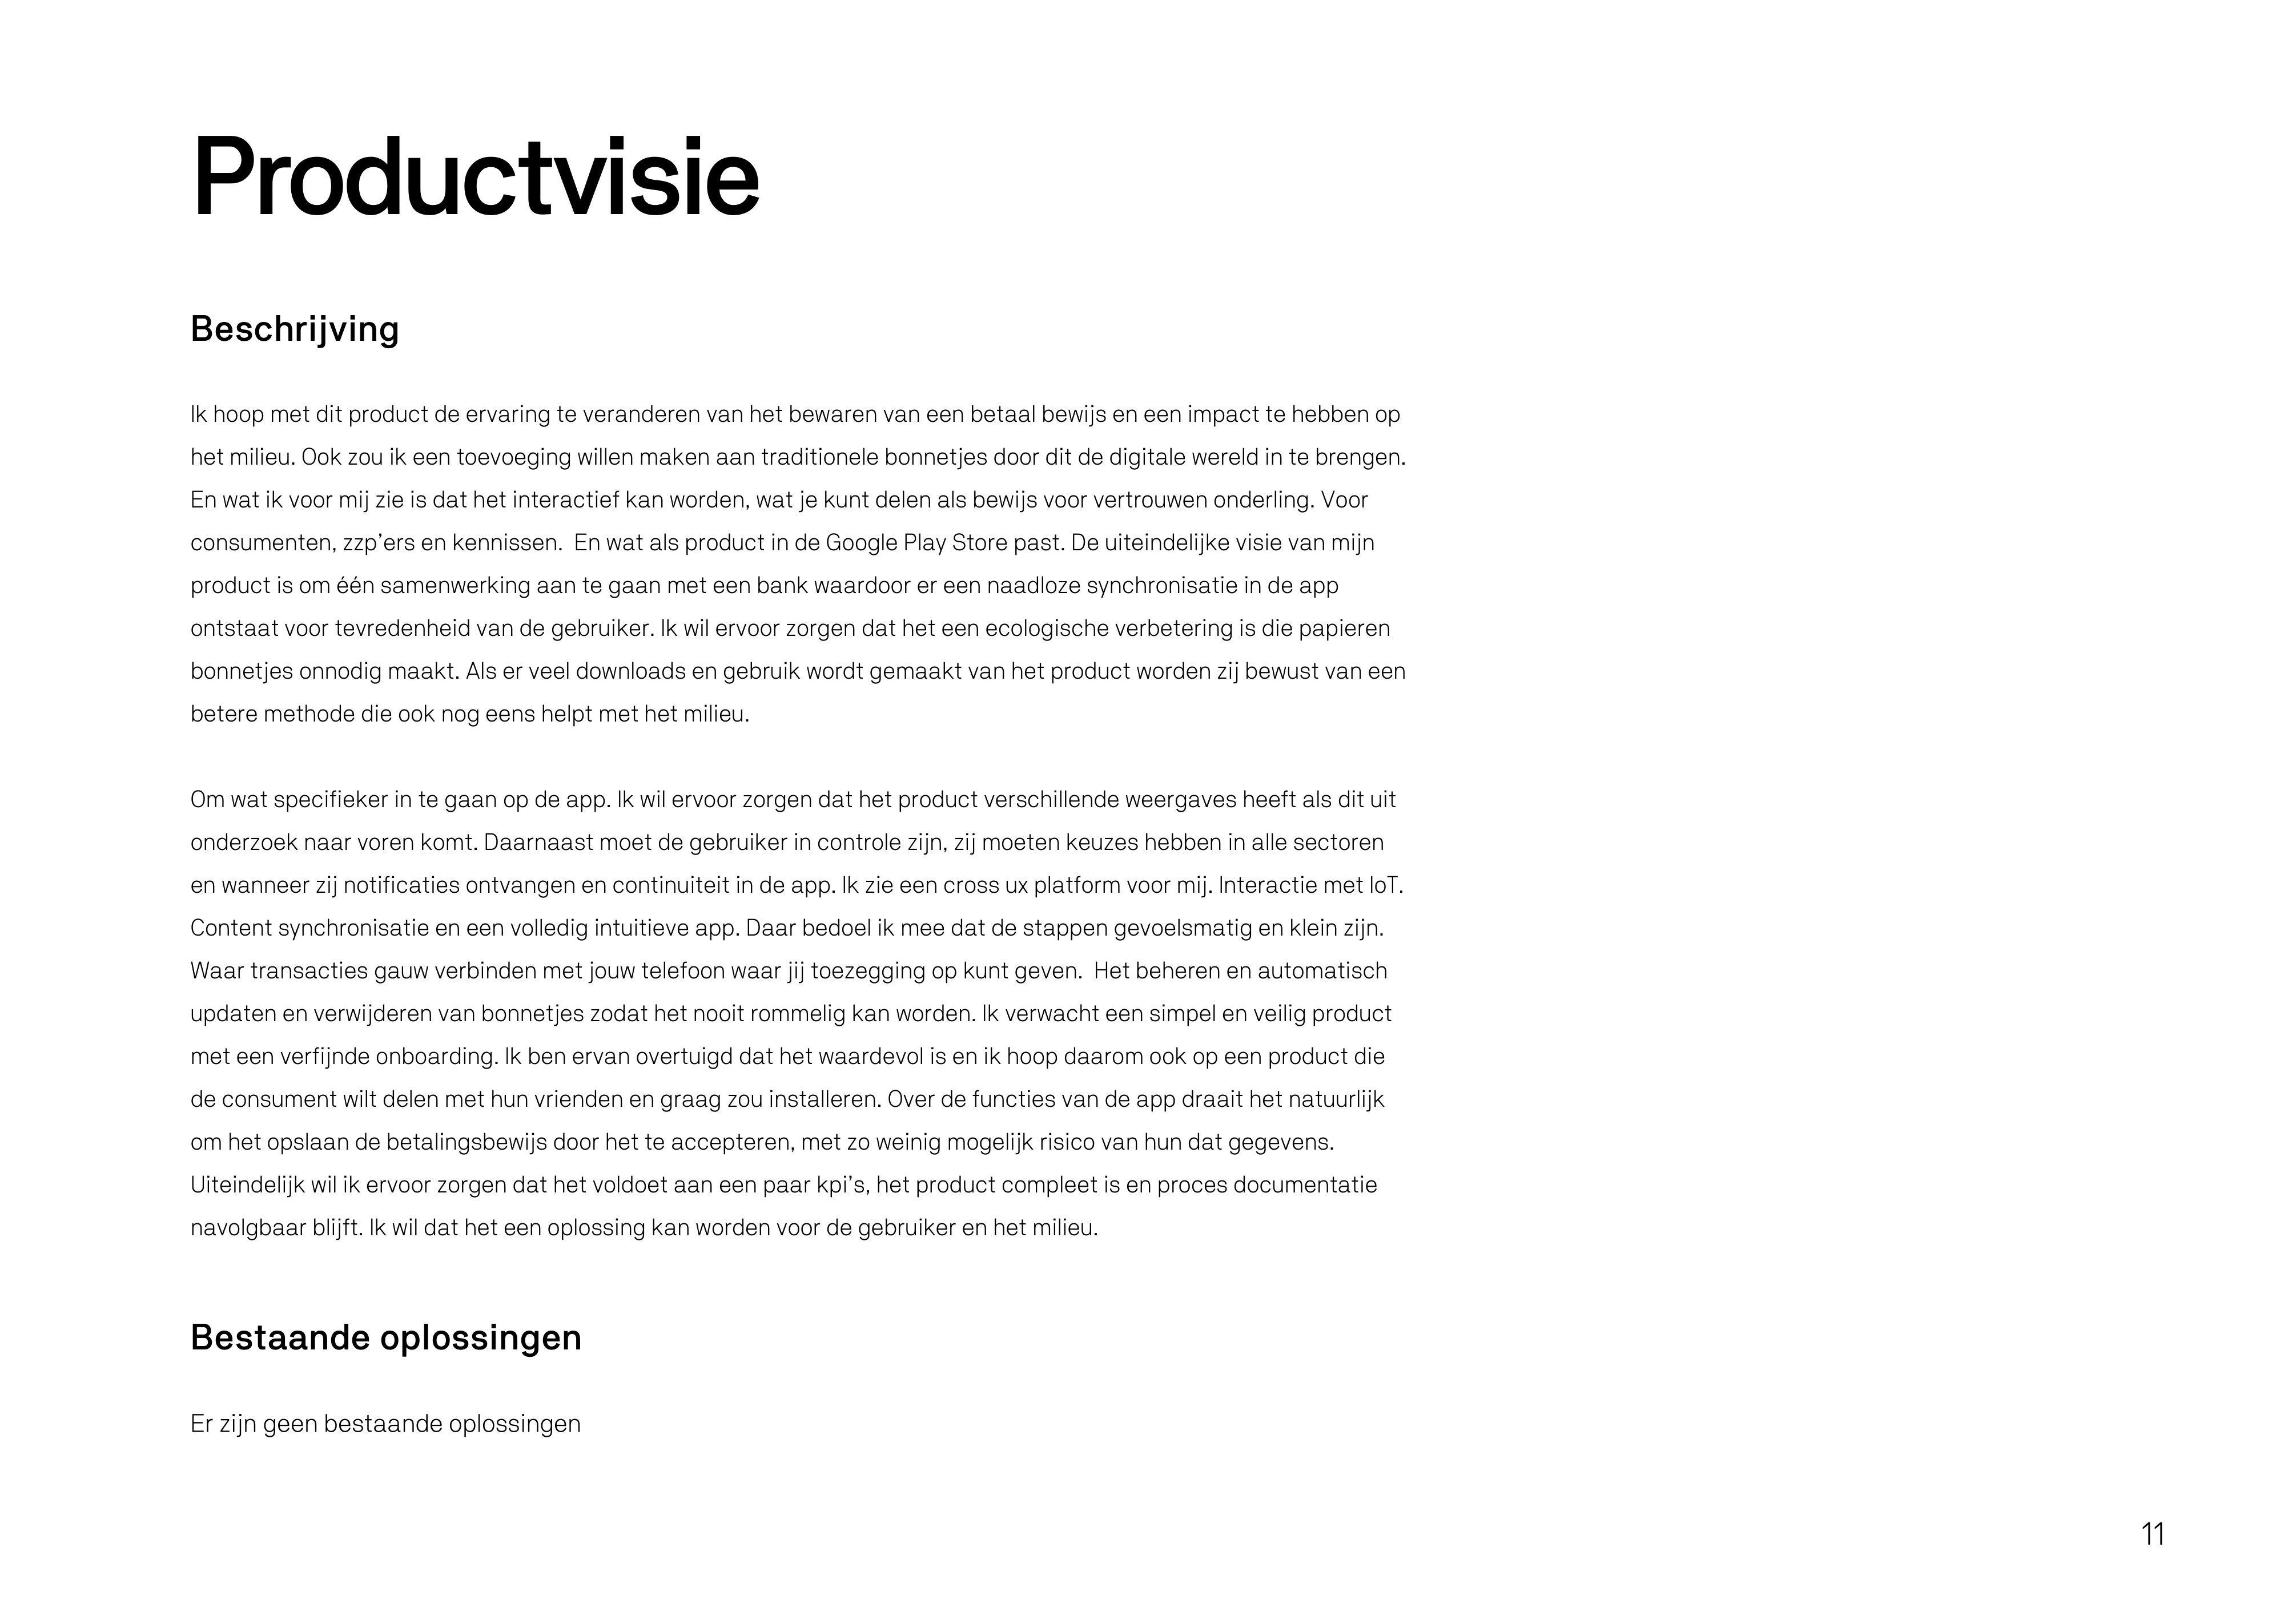 Productvisie
Beschrijving
Ik hoop met dit product de ervaring te veranderen van het bewaren van een betaal bewijs en een impact te hebben op
het milieu. Ook zou ik een toevoeging willen maken aan traditionele bonnetjes door dit de digitale wereld in te brengen.
En wat ik voor mij zie is dat het interactief kan worden, wat je kunt delen als bewijs voor vertrouwen onderling. Voor
consumenten, zzp’ers en kennissen.  En wat als product in de Google Play Store past. De uiteindelijke visie van mijn
product is om één samenwerking aan te gaan met een bank waardoor er een naadloze synchronisatie in de app
ontstaat voor tevredenheid van de gebruiker. Ik wil ervoor zorgen dat het een ecologische verbetering is die papieren
bonnetjes onnodig maakt. Als er veel downloads en gebruik wordt gemaakt van het product worden zij bewust van een
betere methode die ook nog eens helpt met het milieu.
Om wat specifieker in te gaan op de app. Ik wil ervoor zorgen dat het product verschillende weergaves heeft als dit uit
onderzoek naar voren komt. Daarnaast moet de gebruiker in controle zijn, zij moeten keuzes hebben in alle sectoren
en wanneer zij notificaties ontvangen en continuiteit in de app. Ik zie een cross ux platform voor mij. Interactie met IoT.
Content synchronisatie en een volledig intuitieve app. Daar bedoel ik mee dat de stappen gevoelsmatig en klein zijn.
Waar transacties gauw verbinden met jouw telefoon waar jij toezegging op kunt geven.  Het beheren en automatisch
updaten en verwijderen van bonnetjes zodat het nooit rommelig kan worden. Ik verwacht een simpel en veilig product
met een verfijnde onboarding. Ik ben ervan overtuigd dat het waardevol is en ik hoop daarom ook op een product die
de consument wilt delen met hun vrienden en graag zou installeren. Over de functies van de app draait het natuurlijk
om het opslaan de betalingsbewijs door het te accepteren, met zo weinig mogelijk risico van hun dat gegevens.
Uiteindelijk wil ik ervoor zorgen dat het voldoet aan een paar kpi’s, het product compleet is en proces documentatie
navolgbaar blijft. Ik wil dat het een oplossing kan worden voor de gebruiker en het milieu.
Bestaande oplossingen
Er zijn geen bestaande oplossingen
11